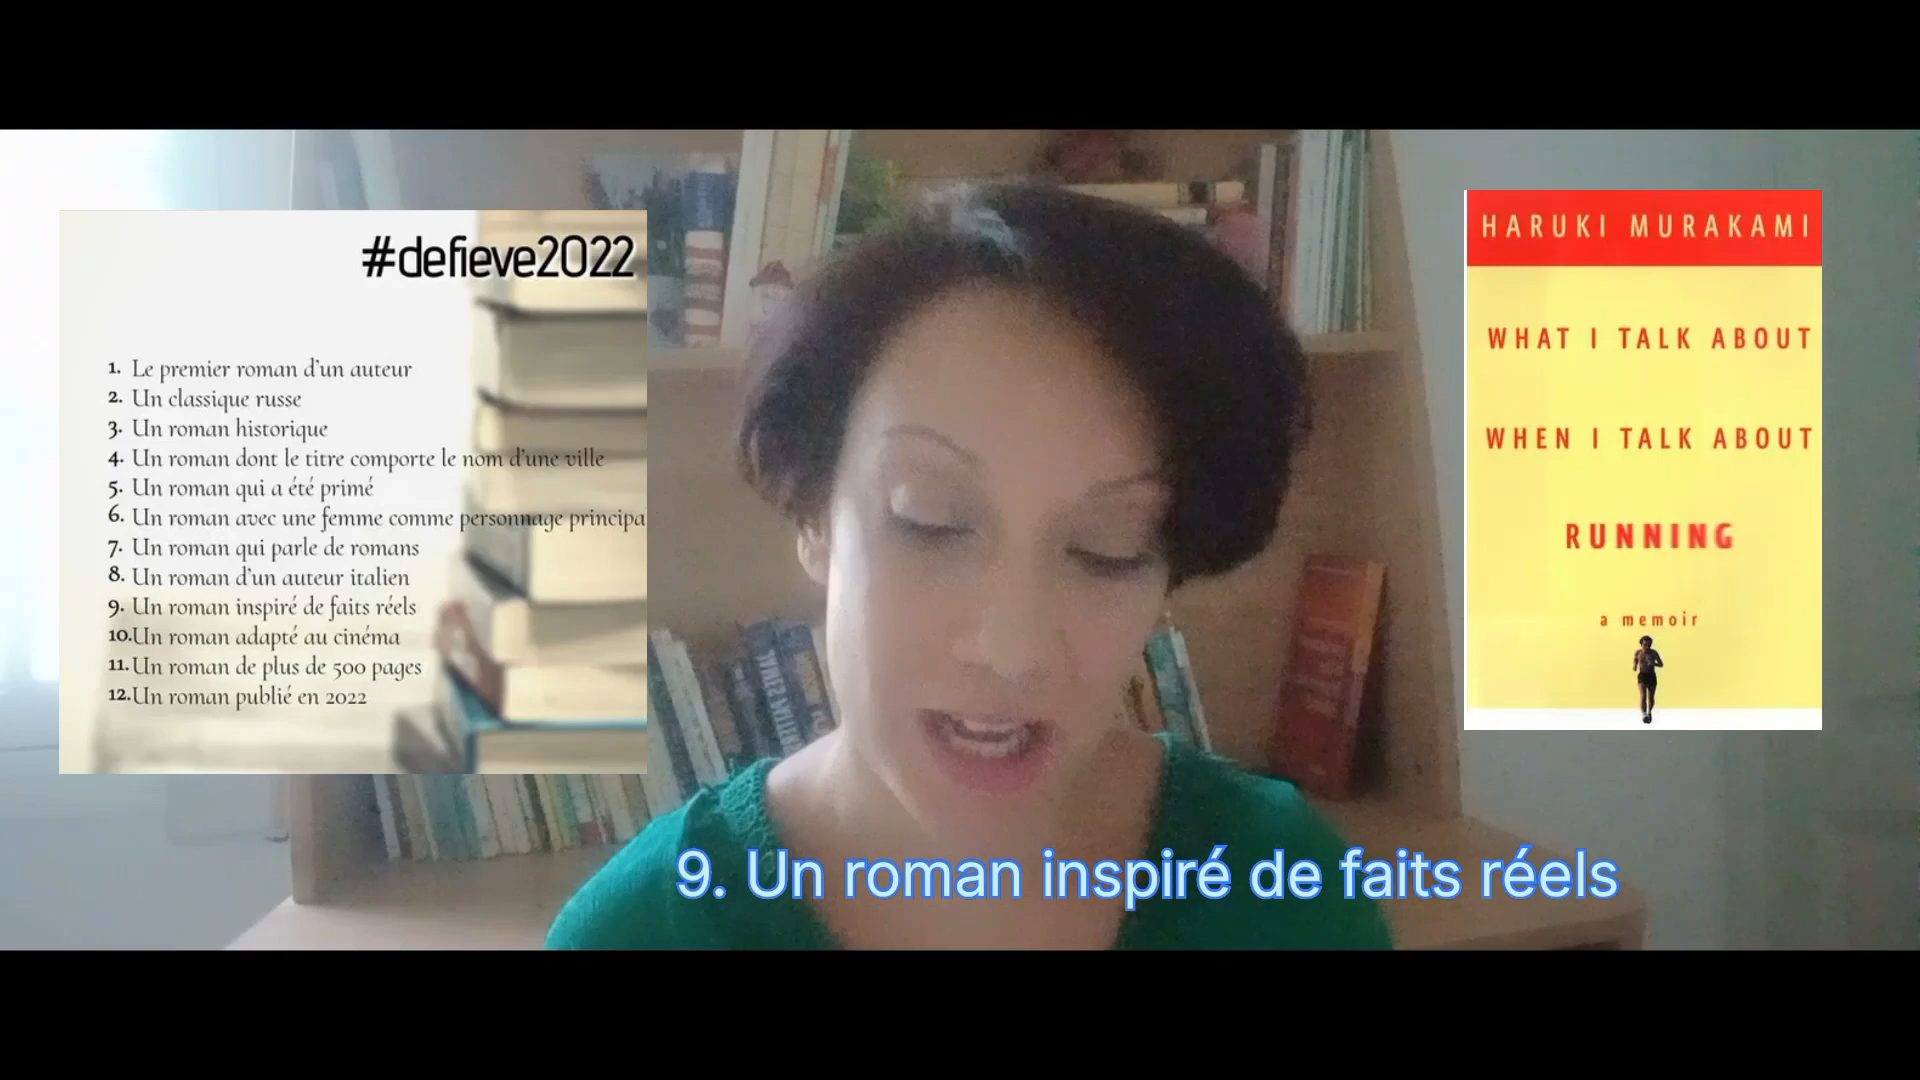 #defieve2022
1. Le premier roman d'un auteur
2. Un classique russe
3. Un roman historique
4. Un roman dont le titre comporte le nom d'une ville
5. Un roman qui a été primé
6. Un roman avec une femme comme personnage principa
7. Un roman qui parle de romans
8. Un roman d'un auteur italien
9. Un roman inspiré de faits réels
10. Un roman adapté au cinéma
11. Un roman de plus de 500 pages
12. Un roman publié en 2022
HARUKI MURAKAMI
WHAT I TALK ABOUT
WHEN I TALK ABOUT
RUNNING
a memoir
9. Un roman inspiré de faits réels